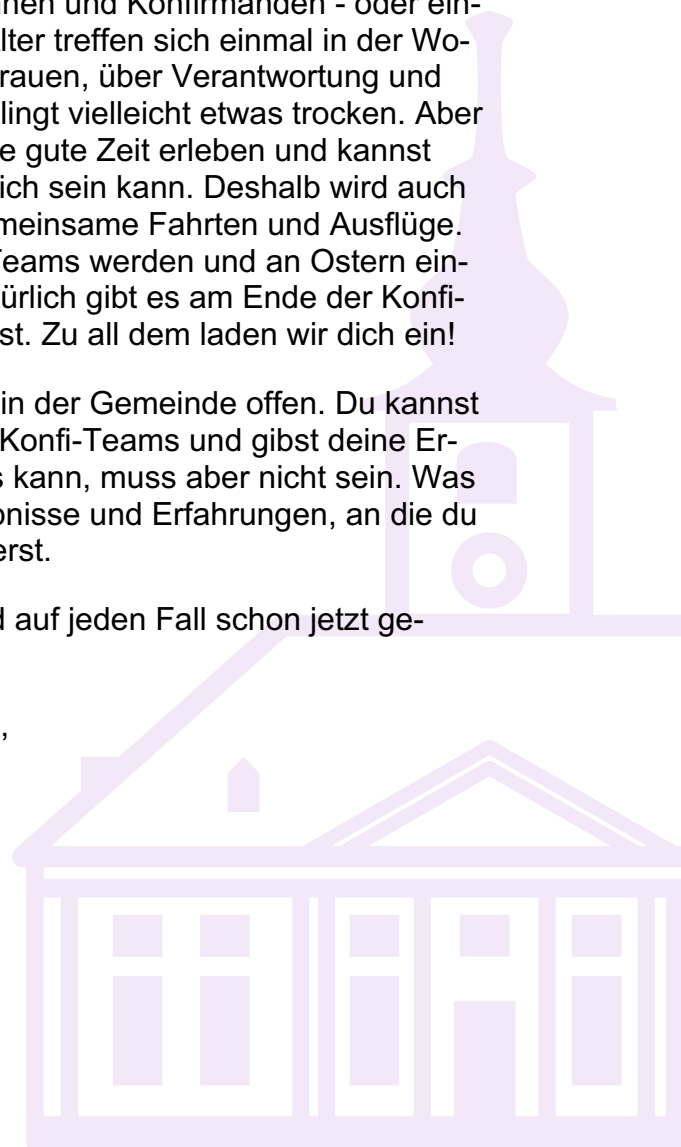 nen und Konfirmanden - oder ein-
lter treffen sich einmal in der Wo-
rauen, über Verantwortung und
lingt vielleicht etwas trocken. Aber
e gute Zeit erleben und kannst
ich sein kann. Deshalb wird auch
meinsame Fahrten und Ausflüge.
Teams werden und an Ostern ein-
türlich gibt es am Ende der Konfi-
st. Zu all dem laden wir dich ein!
in der Gemeinde offen. Du kannst
Konfi-Teams und gibst deine Er-
s kann, muss aber nicht sein. Was
bnisse und Erfahrungen, an die du
erst.
d auf jeden Fall schon jetzt ge-
,